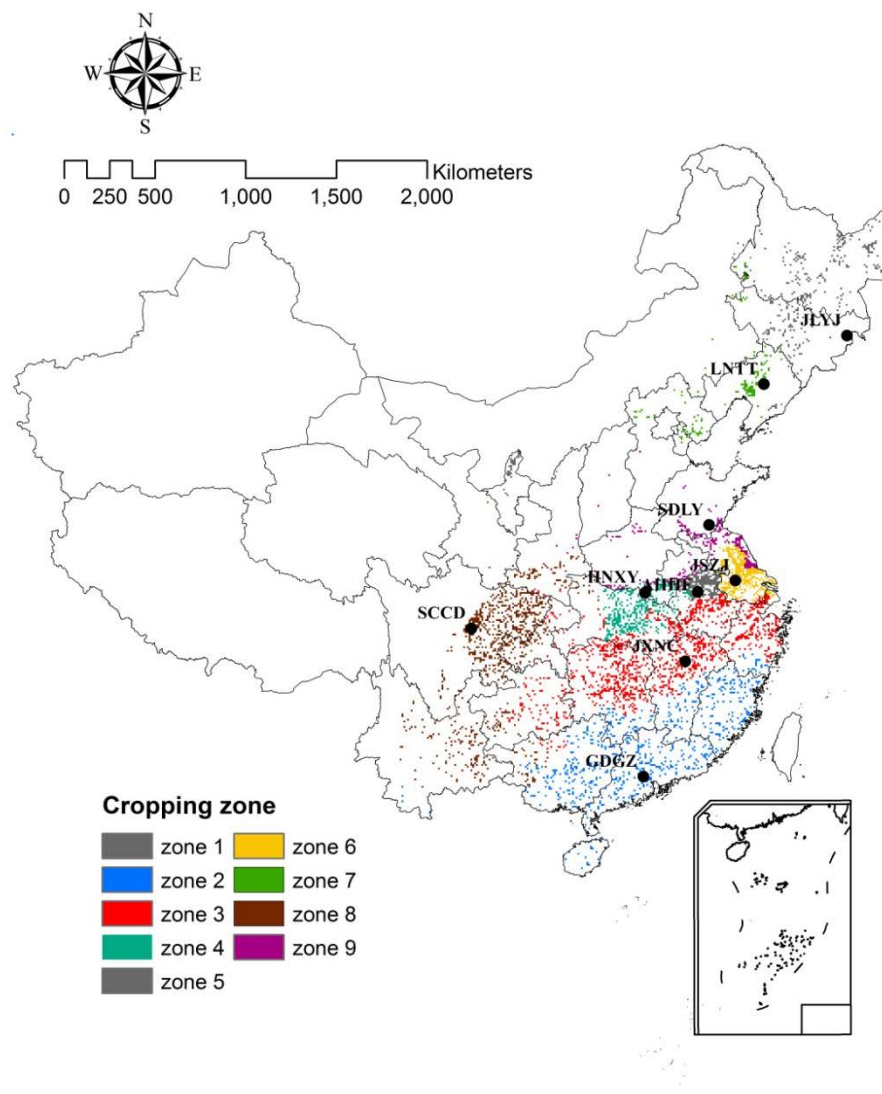 N
W E
S
Kilometers
0 250 500 1,000 1,500 2,000
JLYJ
LNTT
SDLY
JSZJ
HNXY AHHF
SCCD
JXNC
GDGZ
Cropping zone
zone 1 zone 6
zone 2 zone 7
zone 3 zone 8
zone 4 zone 9
zone 5